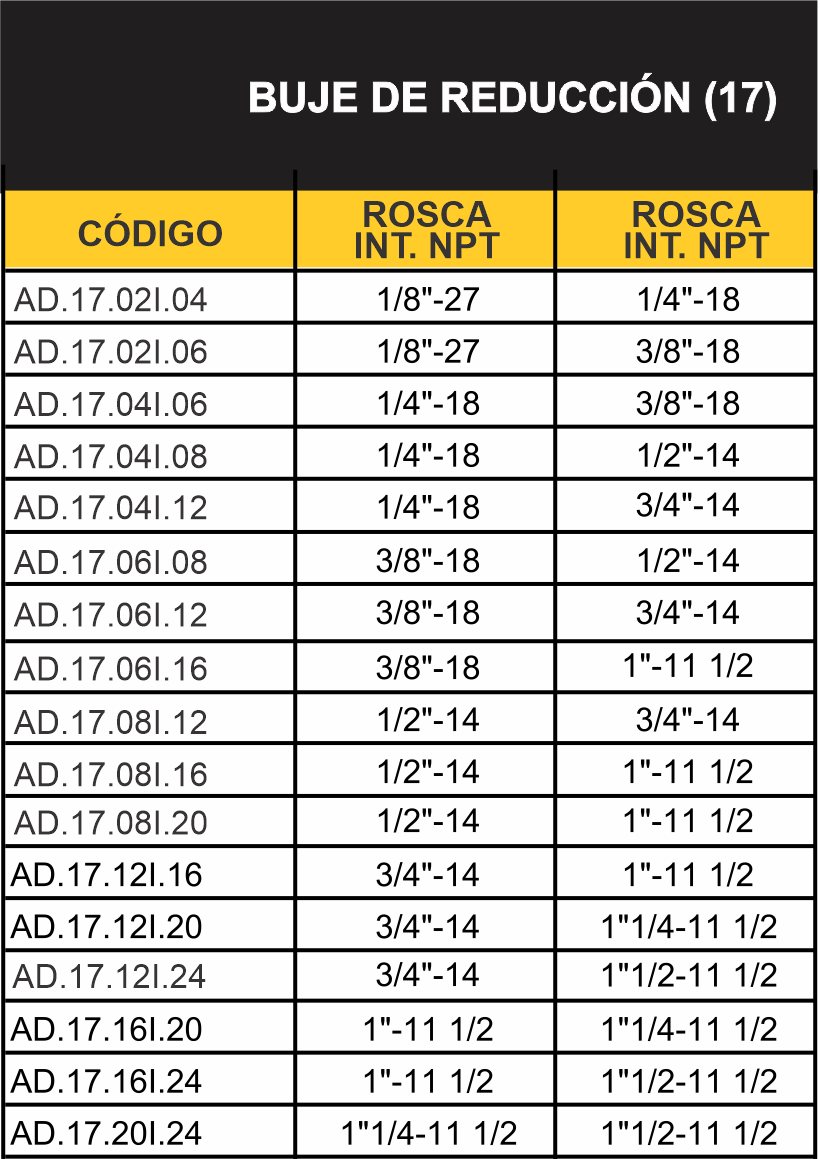 BUJE DE REDUCCIÓN (17)
CÓDIGO ROSCA INT. NPT ROSCA INT. NPT
AD.17.02I.04 1/8"-27 1/4"-18
AD.17.02I.06 1/8"-27 3/8"-18
AD.17.04I.06 1/4"-18 3/8"-18
AD.17.04I.08 1/4"-18 1/2"-14
AD.17.04I.12 1/4"-18 3/4"-14
AD.17.06I.08 3/8"-18 1/2"-14
AD.17.06I.12 3/8"-18 3/4"-14
AD.17.06I.16 3/8"-18 1"-11 1/2
AD.17.08I.12 1/2"-14 3/4"-14
AD.17.08I.16 1/2"-14 1"-11 1/2
AD.17.08I.20 1/2"-14 1"-11 1/2
AD.17.12I.16 3/4"-14 1"-11 1/2
AD.17.12I.20 3/4"-14 1"1/4-11 1/2
AD.17.12I.24 3/4"-14 1"1/2-11 1/2
AD.17.16I.20 1"-11 1/2 1"1/4-11 1/2
AD.17.16I.24 1"-11 1/2 1"1/2-11 1/2
AD.17.20I.24 1"1/4-11 1/2 1"1/2-11 1/2